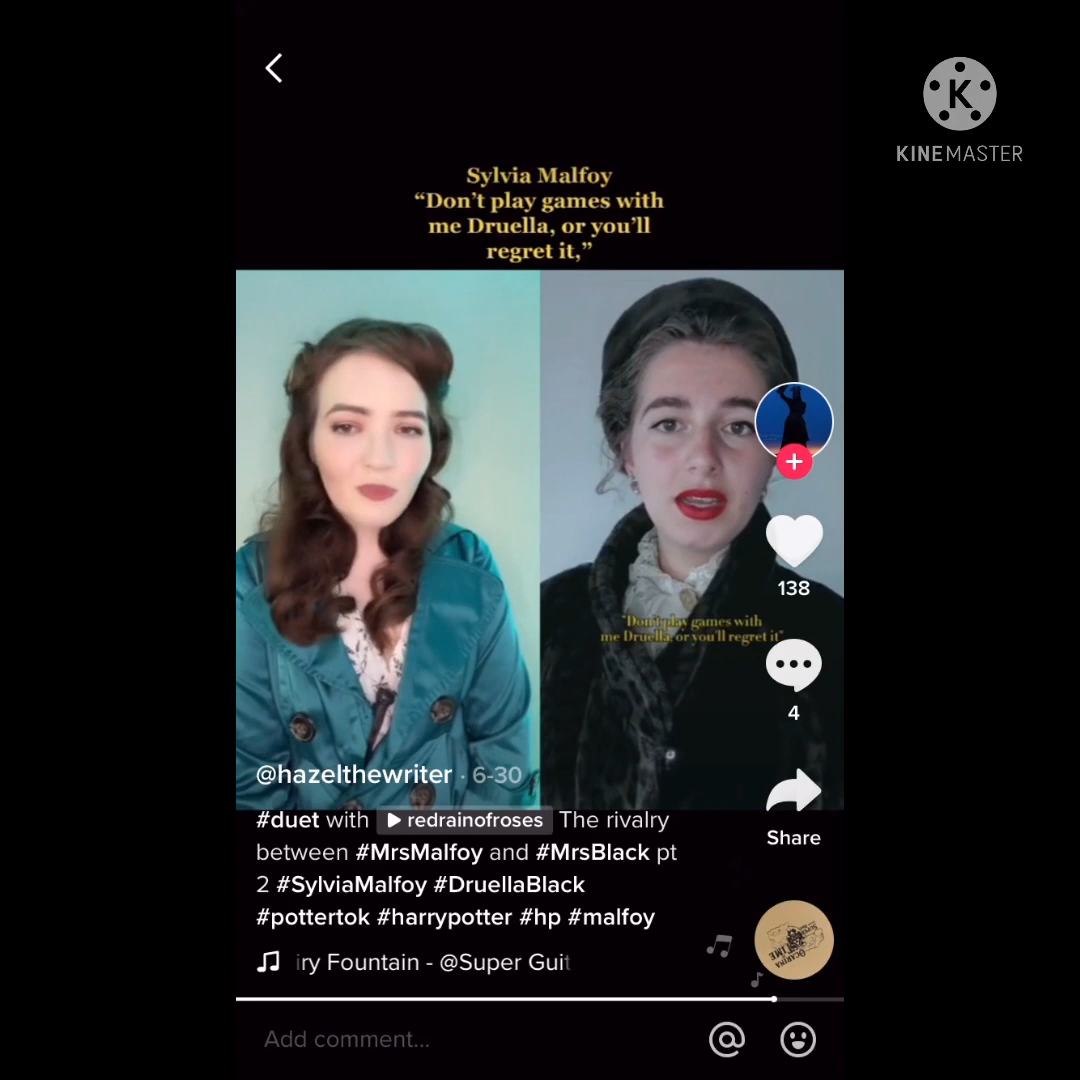 KINEMASTER
Sylvia Malfoy
“Don’t play games with
me Druella, or you’ll
regret it,”
"Don't play games with
me Druella, or you'll regret it"
138
4
Share
@hazelthewriter · 6-30
#duet with redrainofroses The rivalry
between #MrsMalfoy and #MrsBlack pt
2 #SylviaMalfoy #DruellaBlack
#pottertok #harrypotter #hp #malfoy
iry Fountain - @Super Guit
OCARINA
TIME
Add comment...